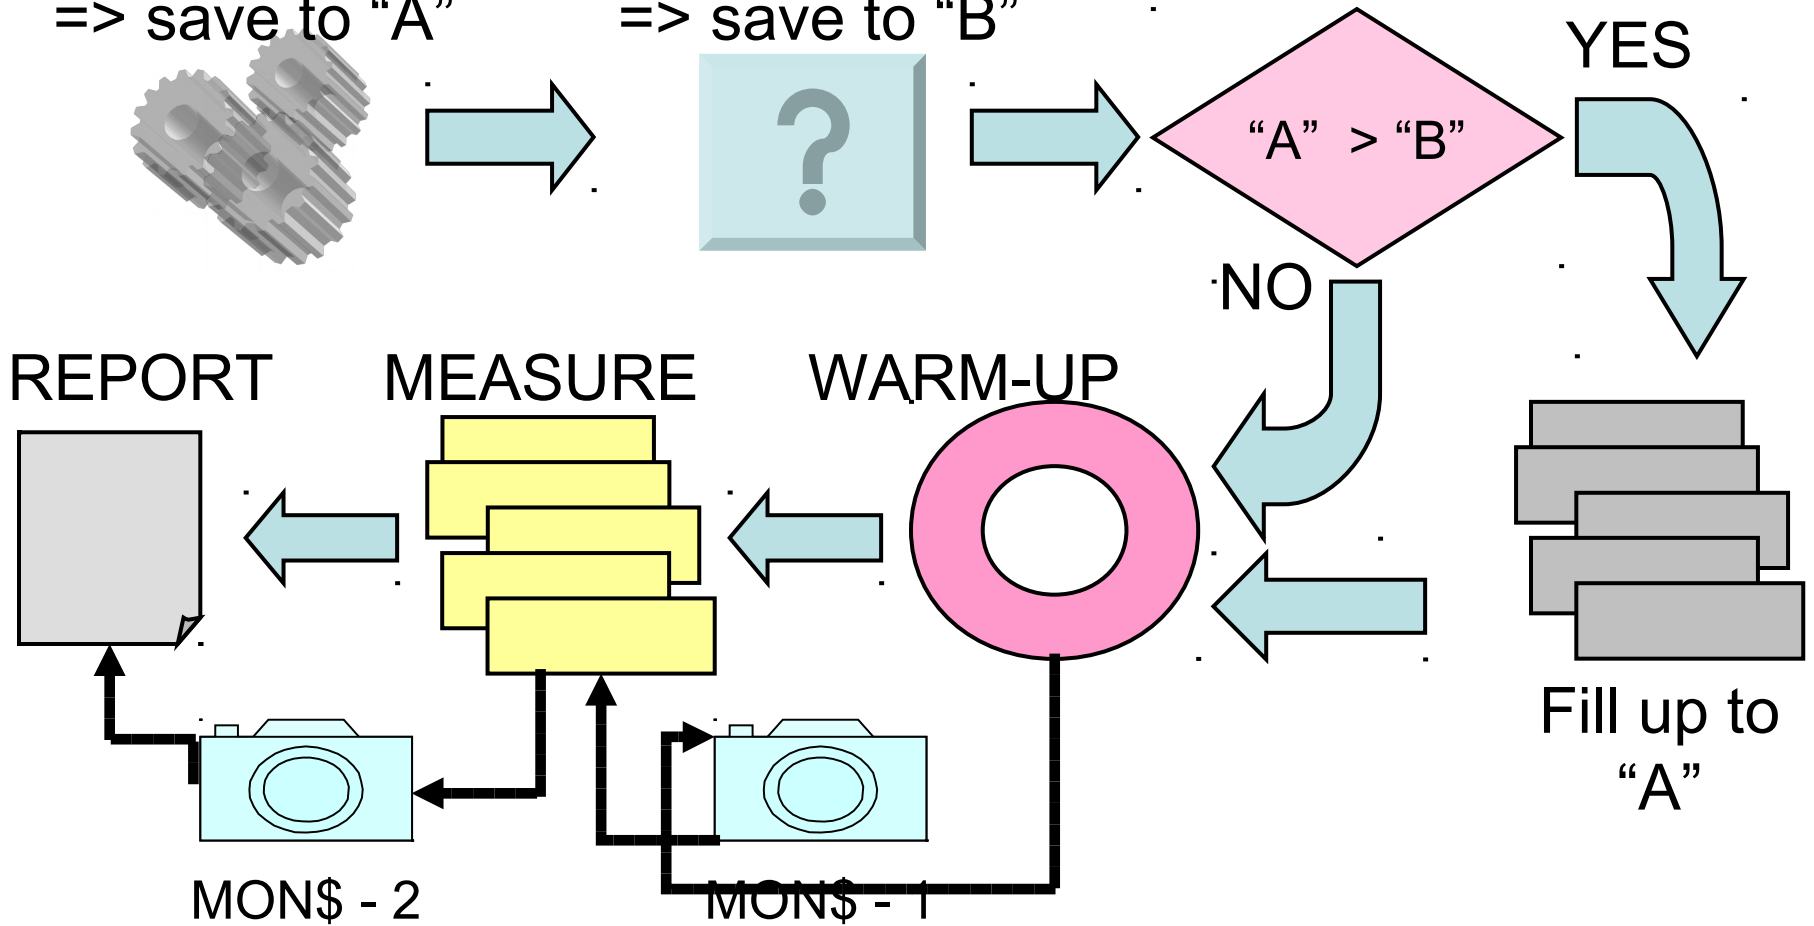 => save to “A”
=> save to “B”
?
“A” > “B”
YES
NO
REPORT
MEASURE
WARM-UP
Fill up to
“A”
MON$ - 2
MON$ - 1